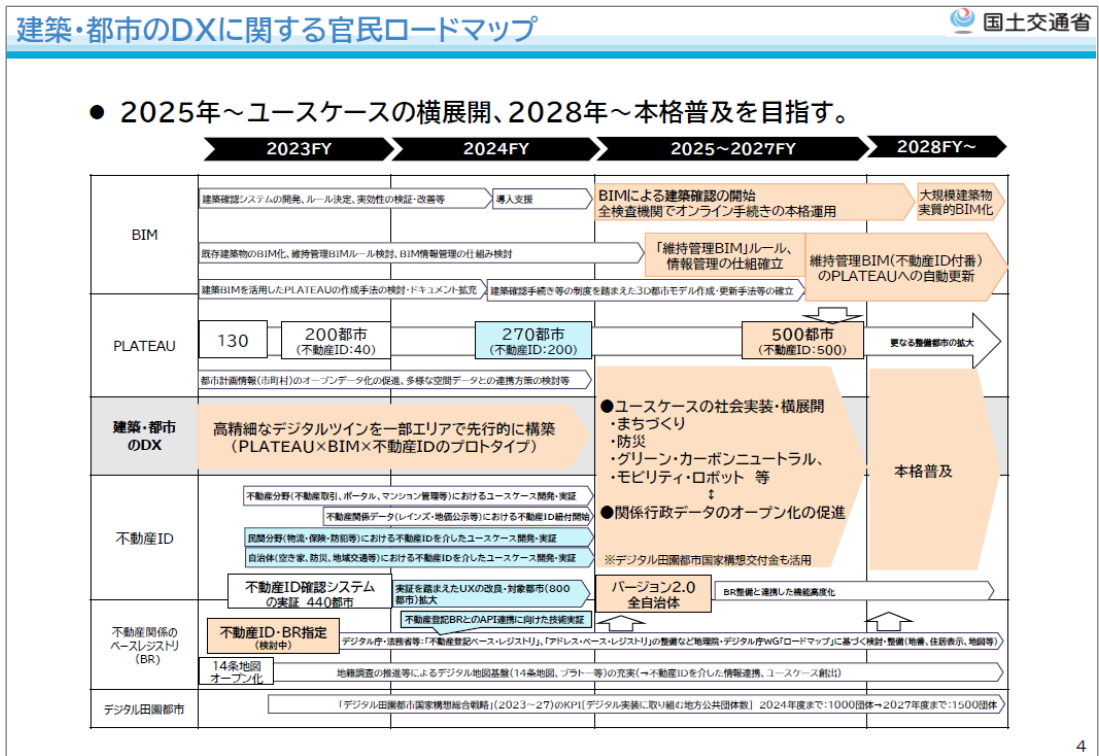 建築・都市のDXに関する官民ロードマップ
国土交通省
● 2025年～ユースケースの横展開、2028年～本格普及を目指す。
2023FY
2024FY
2025～2027FY
2028FY～
BIM
建築確認システムの開発、ルール決定、実効性の検証・改善等
導入支援
BIMによる建築確認の開始
全検査機関でオンライン手続きの本格運用
大規模建築物
実質的BIM化
既存建築物のBIM化、維持管理BIMルール検討、BIM情報管理の仕組み検討
「維持管理BIM」ルール、
情報管理の仕組確立
維持管理BIM(不動産ID付番)
のPLATEAUへの自動更新
建築BIMを活用したPLATEAUの作成手法の検討・ドキュメント拡充
建築確認手続き等の制度を踏まえた3D都市モデル作成・更新手法等の確立
PLATEAU
130
200都市
(不動産ID:40)
270都市
(不動産ID:200)
500都市
(不動産ID:500)
更なる整備都市の拡大
都市計画情報(市町村)のオープンデータ化の促進、多様な空間データとの連携方策の検討等
建築・都市
のDX
高精細なデジタルツインを一部エリアで先行的に構築
(PLATEAU×BIM×不動産IDのプロトタイプ)
●ユースケースの社会実装・横展開
・まちづくり
・防災
・グリーン・カーボンニュートラル、
・モビリティ・ロボット 等
↕
●関係行政データのオープン化の促進
※デジタル田園都市国家構想交付金も活用
本格普及
不動産ID
不動産分野(不動産取引、ポータル、マンション管理等)におけるユースケース開発・実証
不動産関係データ(レインズ・地価公示等)における不動産ID紐付開始
民間分野(物流・保険・防犯等)における不動産IDを介したユースケース開発・実証
自治体(空き家、防災、地域交通等)における不動産IDを介したユースケース開発・実証
不動産ID確認システム
の実証 440都市
実証を踏まえたUXの改良・対象都市(800
都市)拡大
バージョン2.0
全自治体
BR整備と連携した機能高度化
不動産登記BRとのAPI連携に向けた技術実証
不動産関係の
ベースレジストリ
(BR)
不動産ID・BR指定
(検討中)
デジタル庁・法務省等:「不動産登記ベース・レジストリ」、「アドレス・ベース・レジストリ」の整備など地理院・デジタル庁WG「ロードマップ」に基づく検討・整備(地番、住居表示、地図等)
14条地図
オープン化
地籍調査の推進等によるデジタル地図基盤(14条地図、プラトー等)の充実(→不動産IDを介した情報連携、ユースケース創出)
デジタル田園都市
「デジタル田園都市国家構想総合戦略」(2023～27)のKPI[デジタル実装に取り組む地方公共団体数] 2024年度まで:1000団体→2027年度まで:1500団体
4